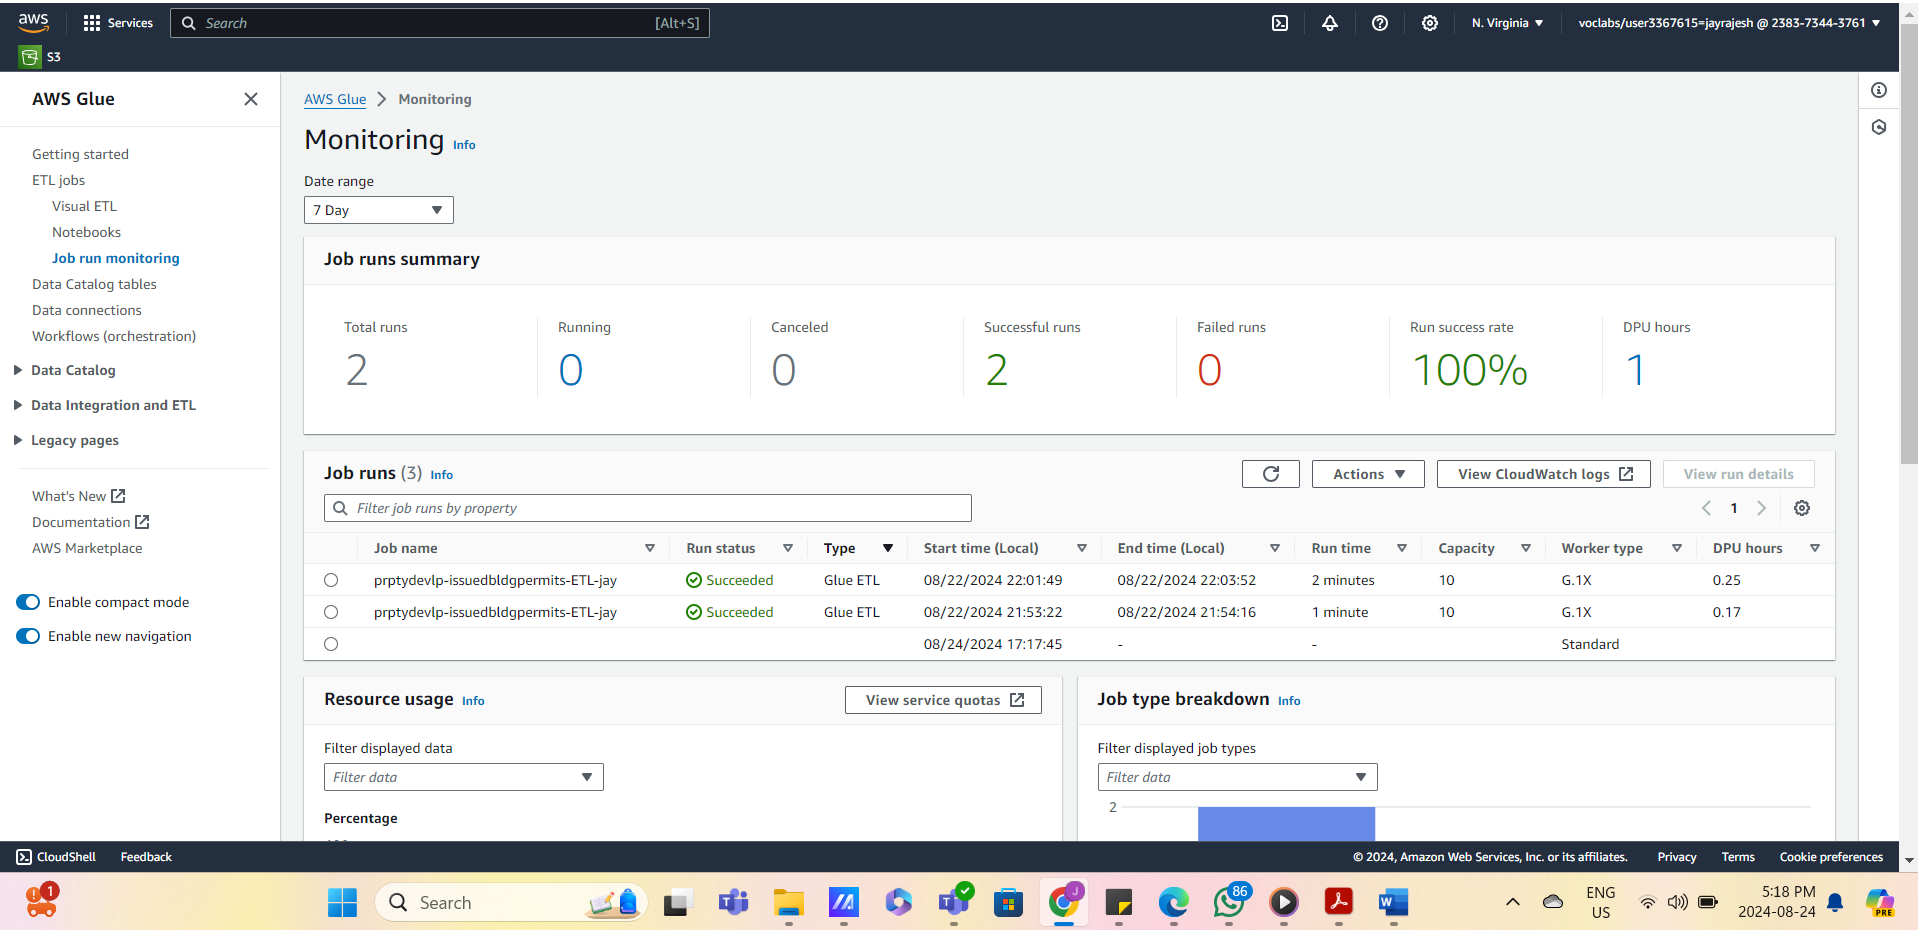 aws
Services
Search
[Alt+S]
N. Virginia
voclabs/user3367615=jayrajesh @ 2383-7344-3761
S3
AWS Glue
Getting started
ETL jobs
Visual ETL
Notebooks
Job run monitoring
Data Catalog tables
Data connections
Workflows (orchestration)
Data Catalog
Data Integration and ETL
Legacy pages
What's New
Documentation
AWS Marketplace
Enable compact mode
Enable new navigation
AWS Glue > Monitoring
Monitoring Info
Date range
7 Day
Job runs summary
Total runs
2
Running
0
Canceled
0
Successful runs
2
Failed runs
0
Run success rate
100%
DPU hours
1
Job runs (3) Info
Actions
View CloudWatch logs
View run details
Filter job runs by property
1
Job name Run status Type Start time (Local) End time (Local) Run time Capacity Worker type DPU hours
prptydevlp-issuedbldgpermits-ETL-jay Succeeded Glue ETL 08/22/2024 22:01:49 08/22/2024 22:03:52 2 minutes 10 G.1X 0.25
prptydevlp-issuedbldgpermits-ETL-jay Succeeded Glue ETL 08/22/2024 21:53:22 08/22/2024 21:54:16 1 minute 10 G.1X 0.17
08/24/2024 17:17:45 - - Standard
Resource usage Info
View service quotas
Filter displayed data
Filter data
Percentage
Job type breakdown Info
Filter displayed job types
Filter data
2
CloudShell
Feedback
© 2024, Amazon Web Services, Inc. or its affiliates.
Privacy
Terms
Cookie preferences
1
Search
J
86
ENG
US
5:18 PM
2024-08-24
PRE